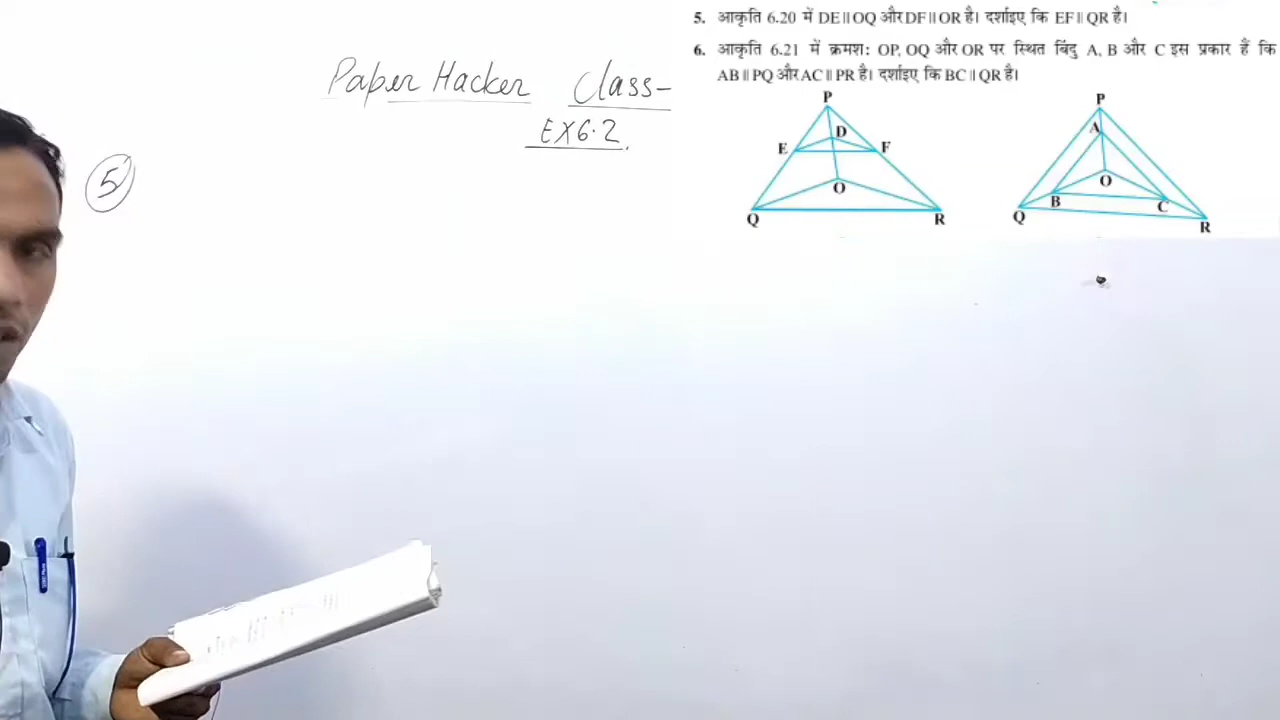 5. आकृति 6.20 में DE || OQ और DF || OR है। दर्शाइए कि EF || QR है।
6. आकृति 6.21 में क्रमशः OP, OQ और OR पर स्थित बिंदु A, B और C इस प्रकार हैं कि
AB || PQ और AC || PR है। दर्शाइए कि BC || QR है।
Paper Hacker Class-
EX 6.2
5
P
D
E
F
O
Q
R
P
A
O
B
C
Q
R